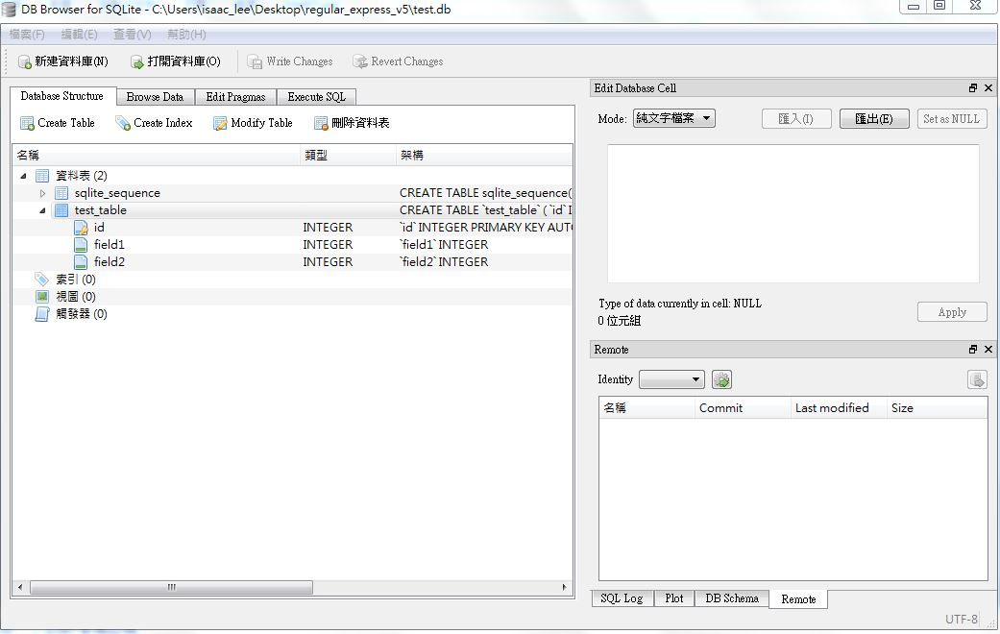 DB Browser for SQLite - C:\Users\isaac_lee\Desktop\regular_express_v5\test.db
檔案(F) 編輯(E) 查看(V) 幫助(H)
新建資料庫(N) 打開資料庫(O) Write Changes Revert Changes
Database Structure Browse Data Edit Pragmas Execute SQL
Create Table Create Index Modify Table 刪除資料表
名稱 類型 架構
資料表 (2)
sqlite_sequence CREATE TABLE sqlite_sequence(
test_table CREATE TABLE `test_table` ( `id` I
id INTEGER `id` INTEGER PRIMARY KEY AUTO
field1 INTEGER `field1` INTEGER
field2 INTEGER `field2` INTEGER
索引 (0)
視圖 (0)
觸發器 (0)
Edit Database Cell
Mode: 純文字檔案 匯入(I) 匯出(E) Set as NULL
Type of data currently in cell: NULL
0 位元組
Apply
Remote
Identity
名稱 Commit Last modified Size
SQL Log Plot DB Schema Remote
UTF-8